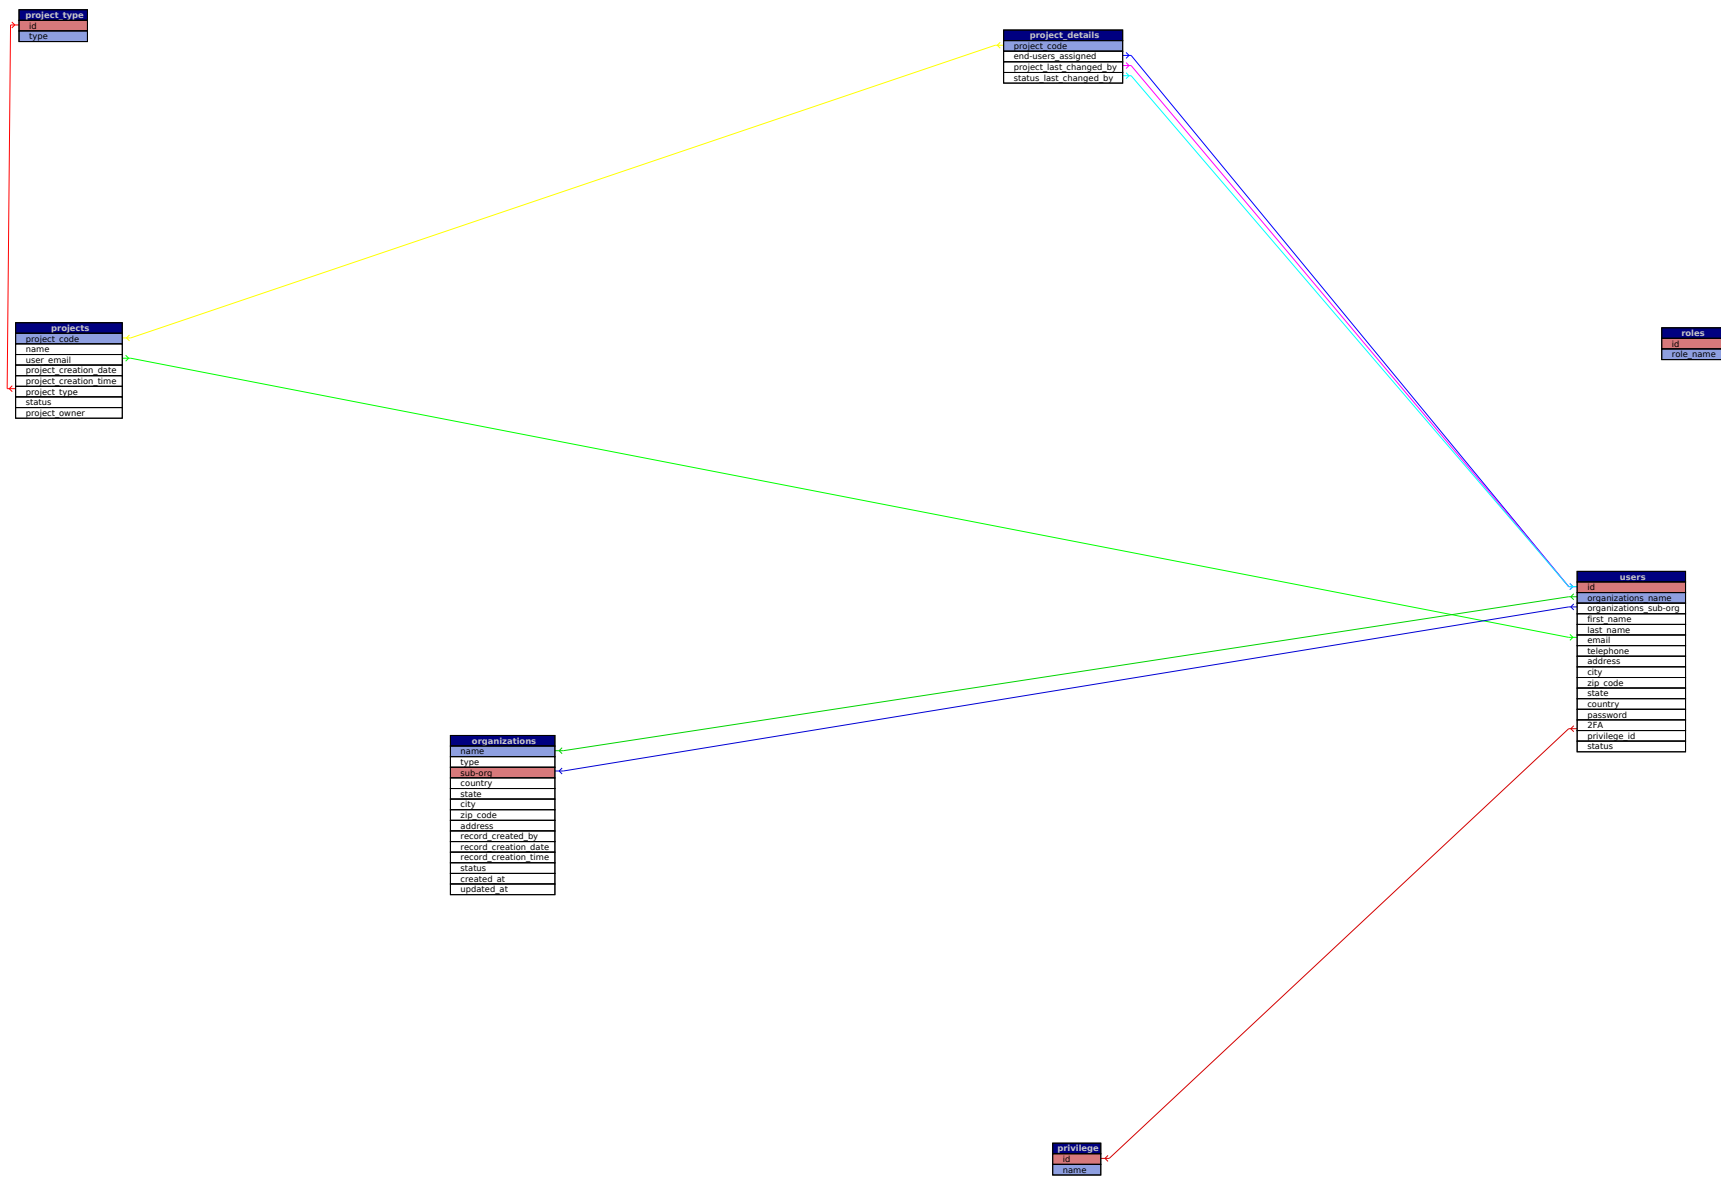 project_type
id
type
project_details
project_code
end-users_assigned
project_last_changed_by
status_last_changed_by
projects
project_code
name
user_email
project_creation_date
project_creation_time
project_type
status
project_owner
roles
id
role_name
users
id
organizations_name
organizations_sub-org
first_name
last_name
email
telephone
address
city
zip_code
state
country
password
2FA
privilege_id
status
organizations
name
type
sub-org
country
state
city
zip_code
address
record_created_by
record_creation_date
record_creation_time
status
created_at
updated_at
privilege
id
name